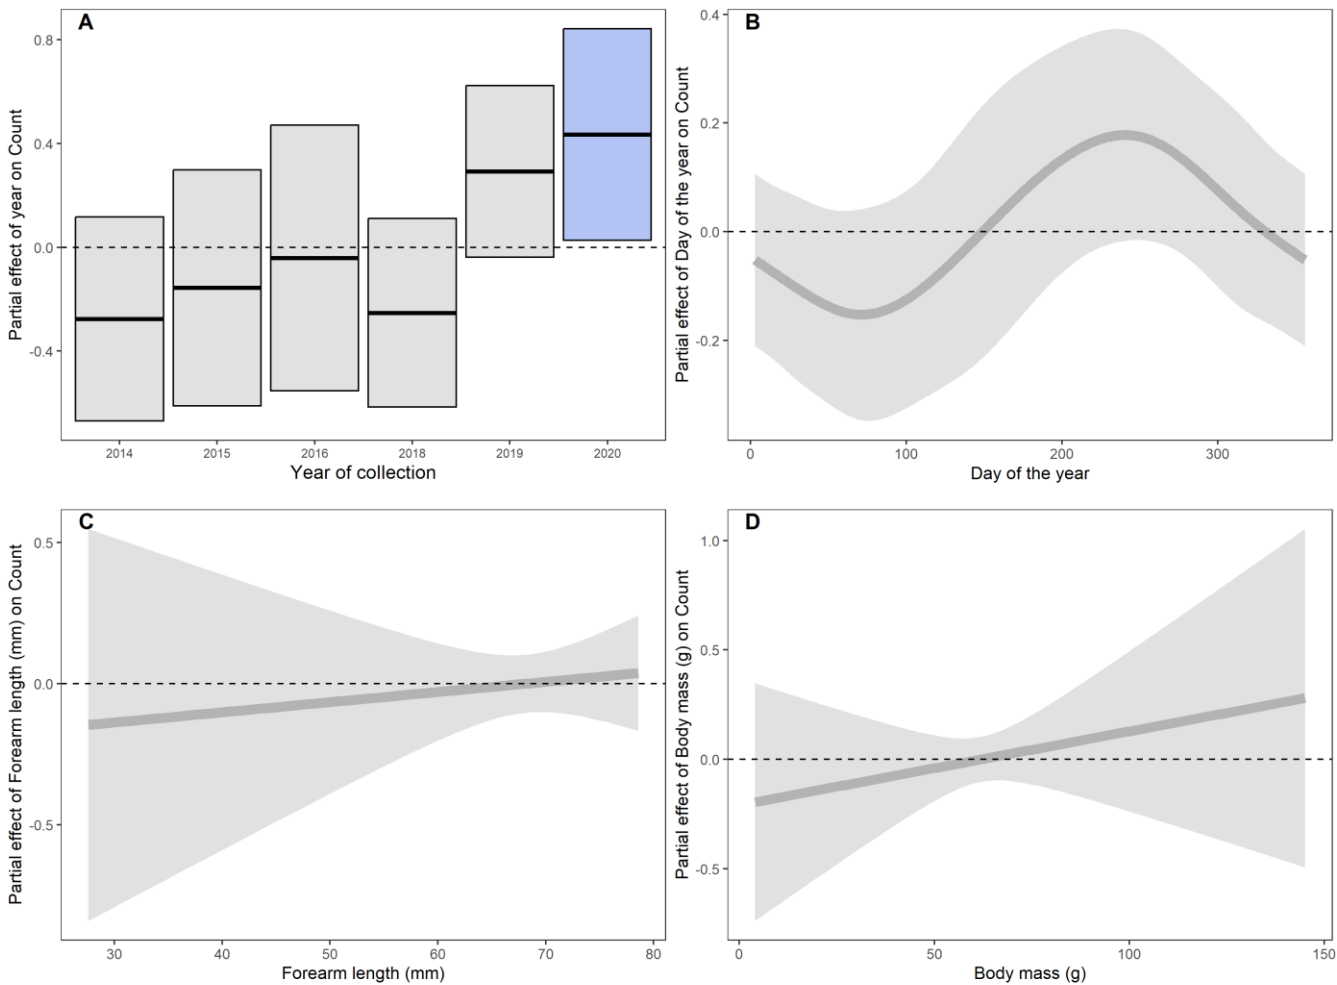 A
Partial effect of year on Count
0.8
0.4
0.0
-0.4
2014 2015 2016 2018 2019 2020
Year of collection
B
Partial effect of Day of the year on Count
0.4
0.2
0.0
-0.2
0 100 200 300
Day of the year
C
Partial effect of Forearm length (mm) on Count
0.5
0.0
-0.5
30 40 50 60 70 80
Forearm length (mm)
D
Partial effect of Body mass (g) on Count
1.0
0.5
0.0
-0.5
0 50 100 150
Body mass (g)